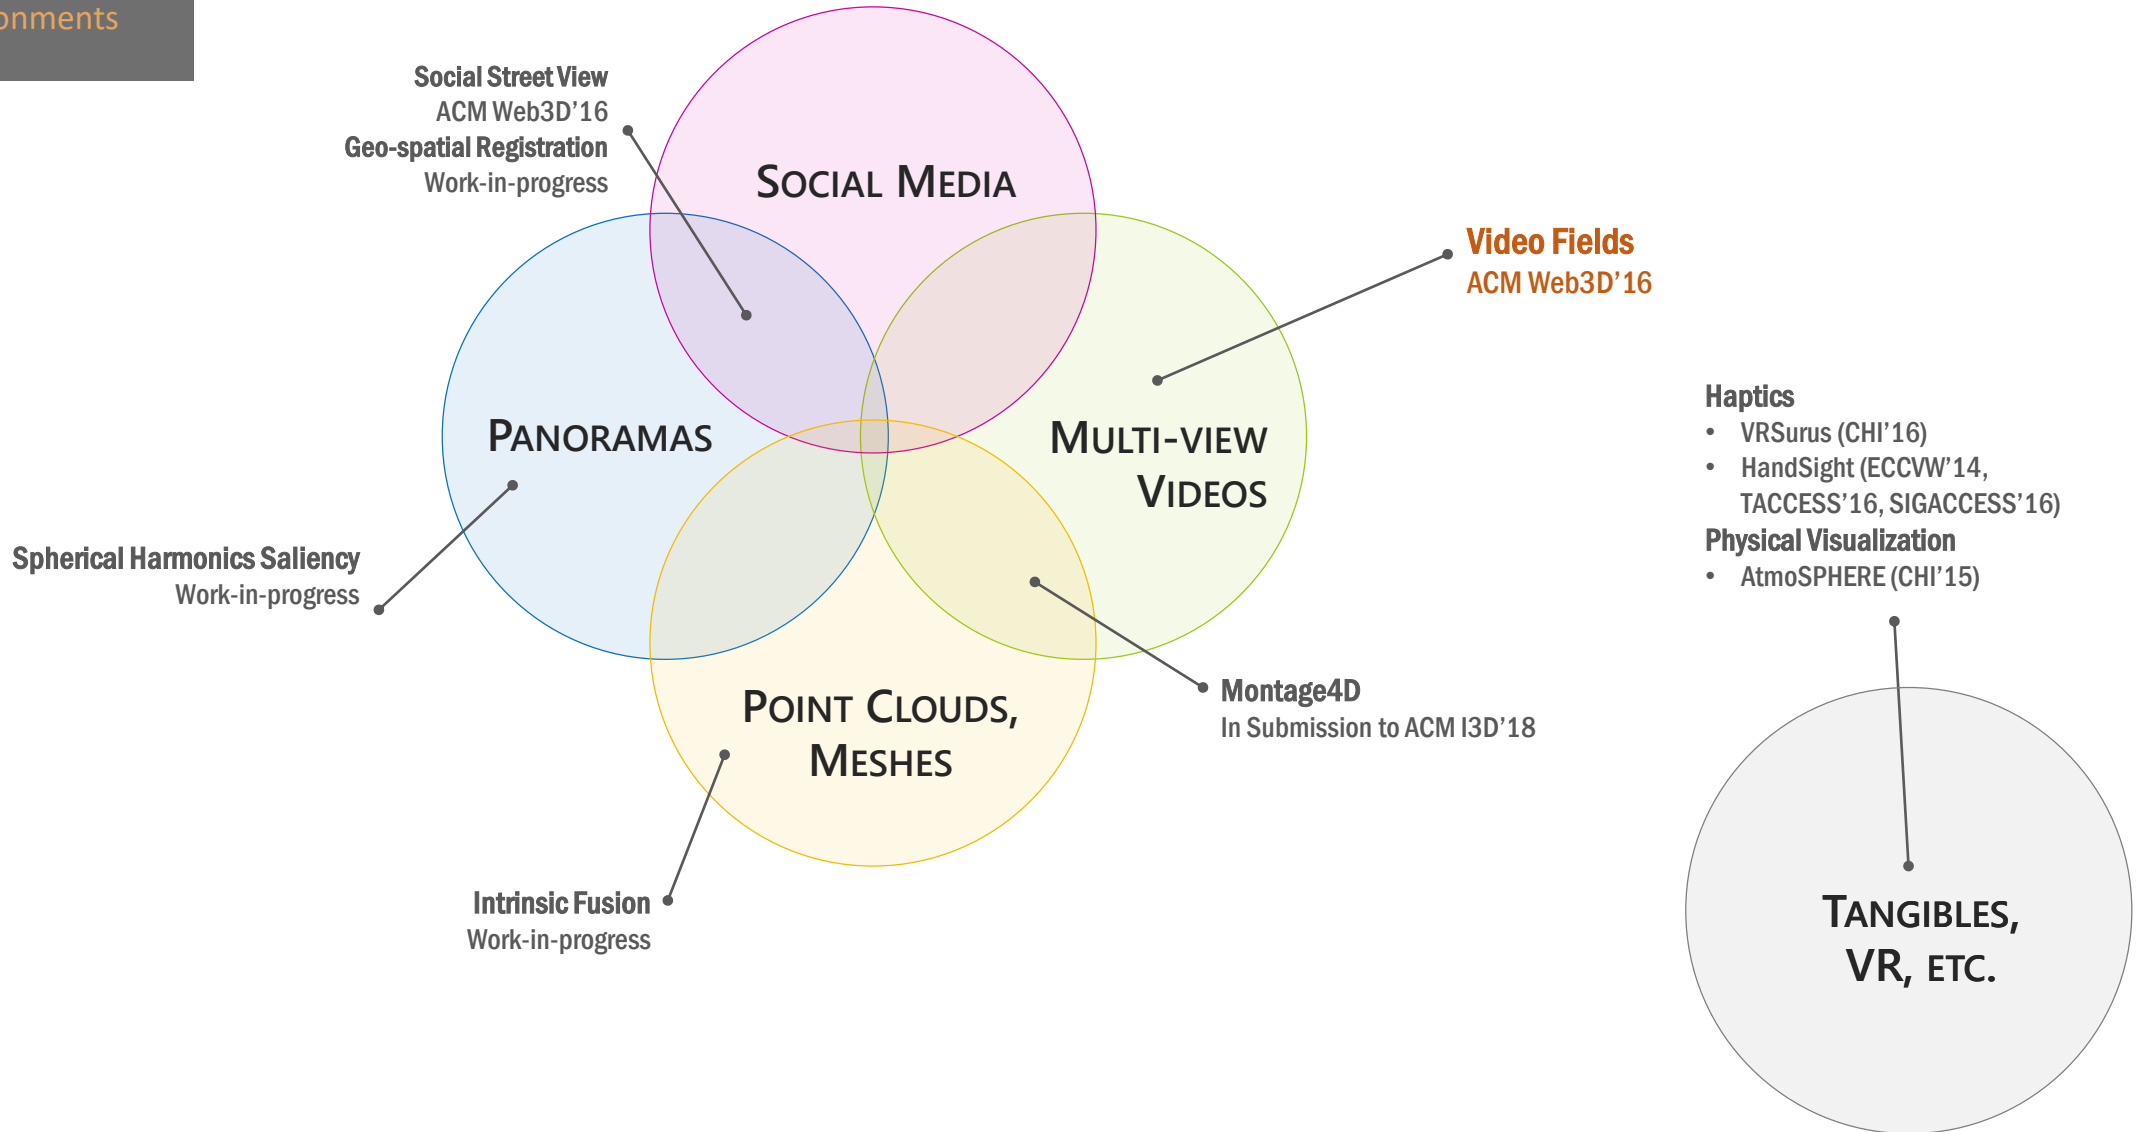 Social Street View
ACM Web3D'16
Geo-spatial Registration
Work-in-progress
SOCIAL MEDIA
Video Fields
ACM Web3D'16
PANORAMAS
MULTI-VIEW
VIDEOS
Haptics
• VRSurus (CHI'16)
• HandSight (ECCVW'14,
TACCESS'16, SIGACCESS'16)
Physical Visualization
• AtmoSPHERE (CHI'15)
Spherical Harmonics Saliency
Work-in-progress
POINT CLOUDS,
MESHES
Montage4D
In Submission to ACM I3D'18
Intrinsic Fusion
Work-in-progress
TANGIBLES,
VR, ETC.